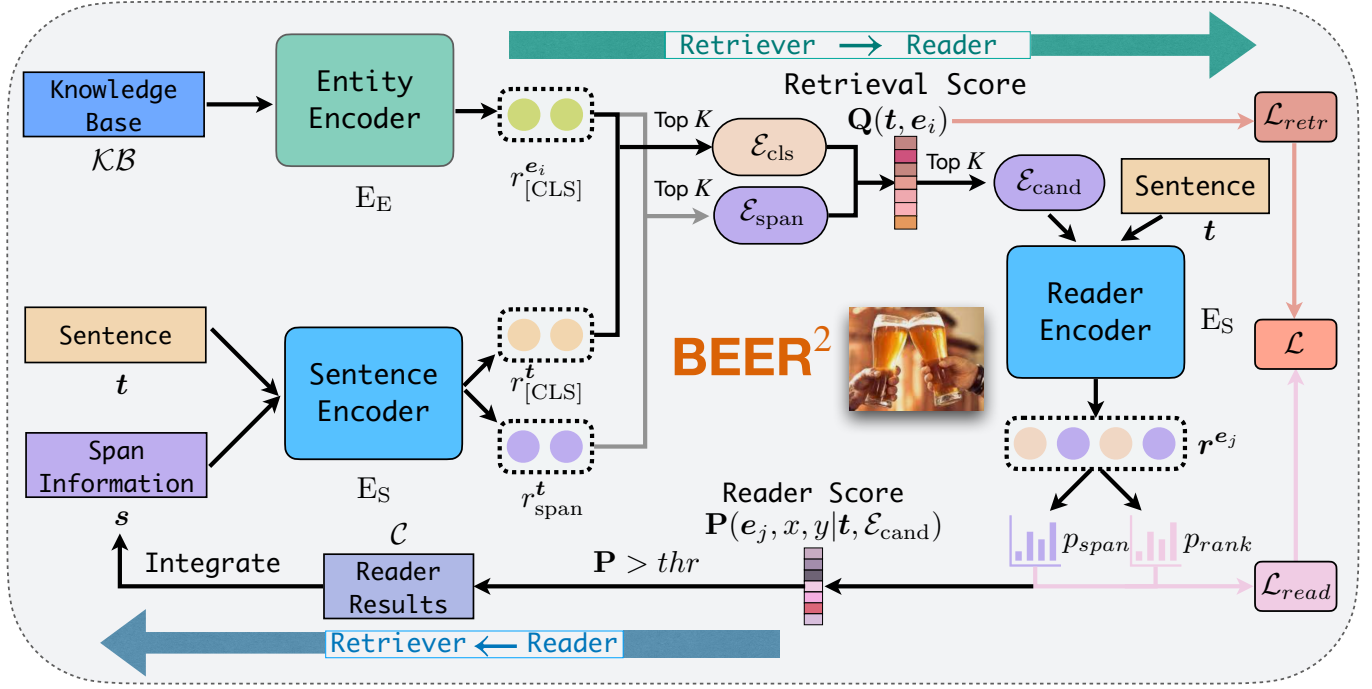 Retriever → Reader
Knowledge
Base
𝒦ℬ
Entity
Encoder
E_E
r^{e_i}_{[CLS]}
Top K
Top K
ℰ_cls
ℰ_span
Retrieval Score
Q(t, e_i)
Top K
ℰ_cand
Sentence
t
ℒ_retr
Reader
Encoder
E_S
ℒ
BEER²
Sentence
t
Span
Information
s
Sentence
Encoder
E_S
r^t_{[CLS]}
r^t_{span}
r^{e_j}
p_span
p_rank
ℒ_read
Reader Score
P(e_j, x, y|t, ℰ_cand)
P > thr
𝒞
Reader
Results
Integrate
Retriever ← Reader